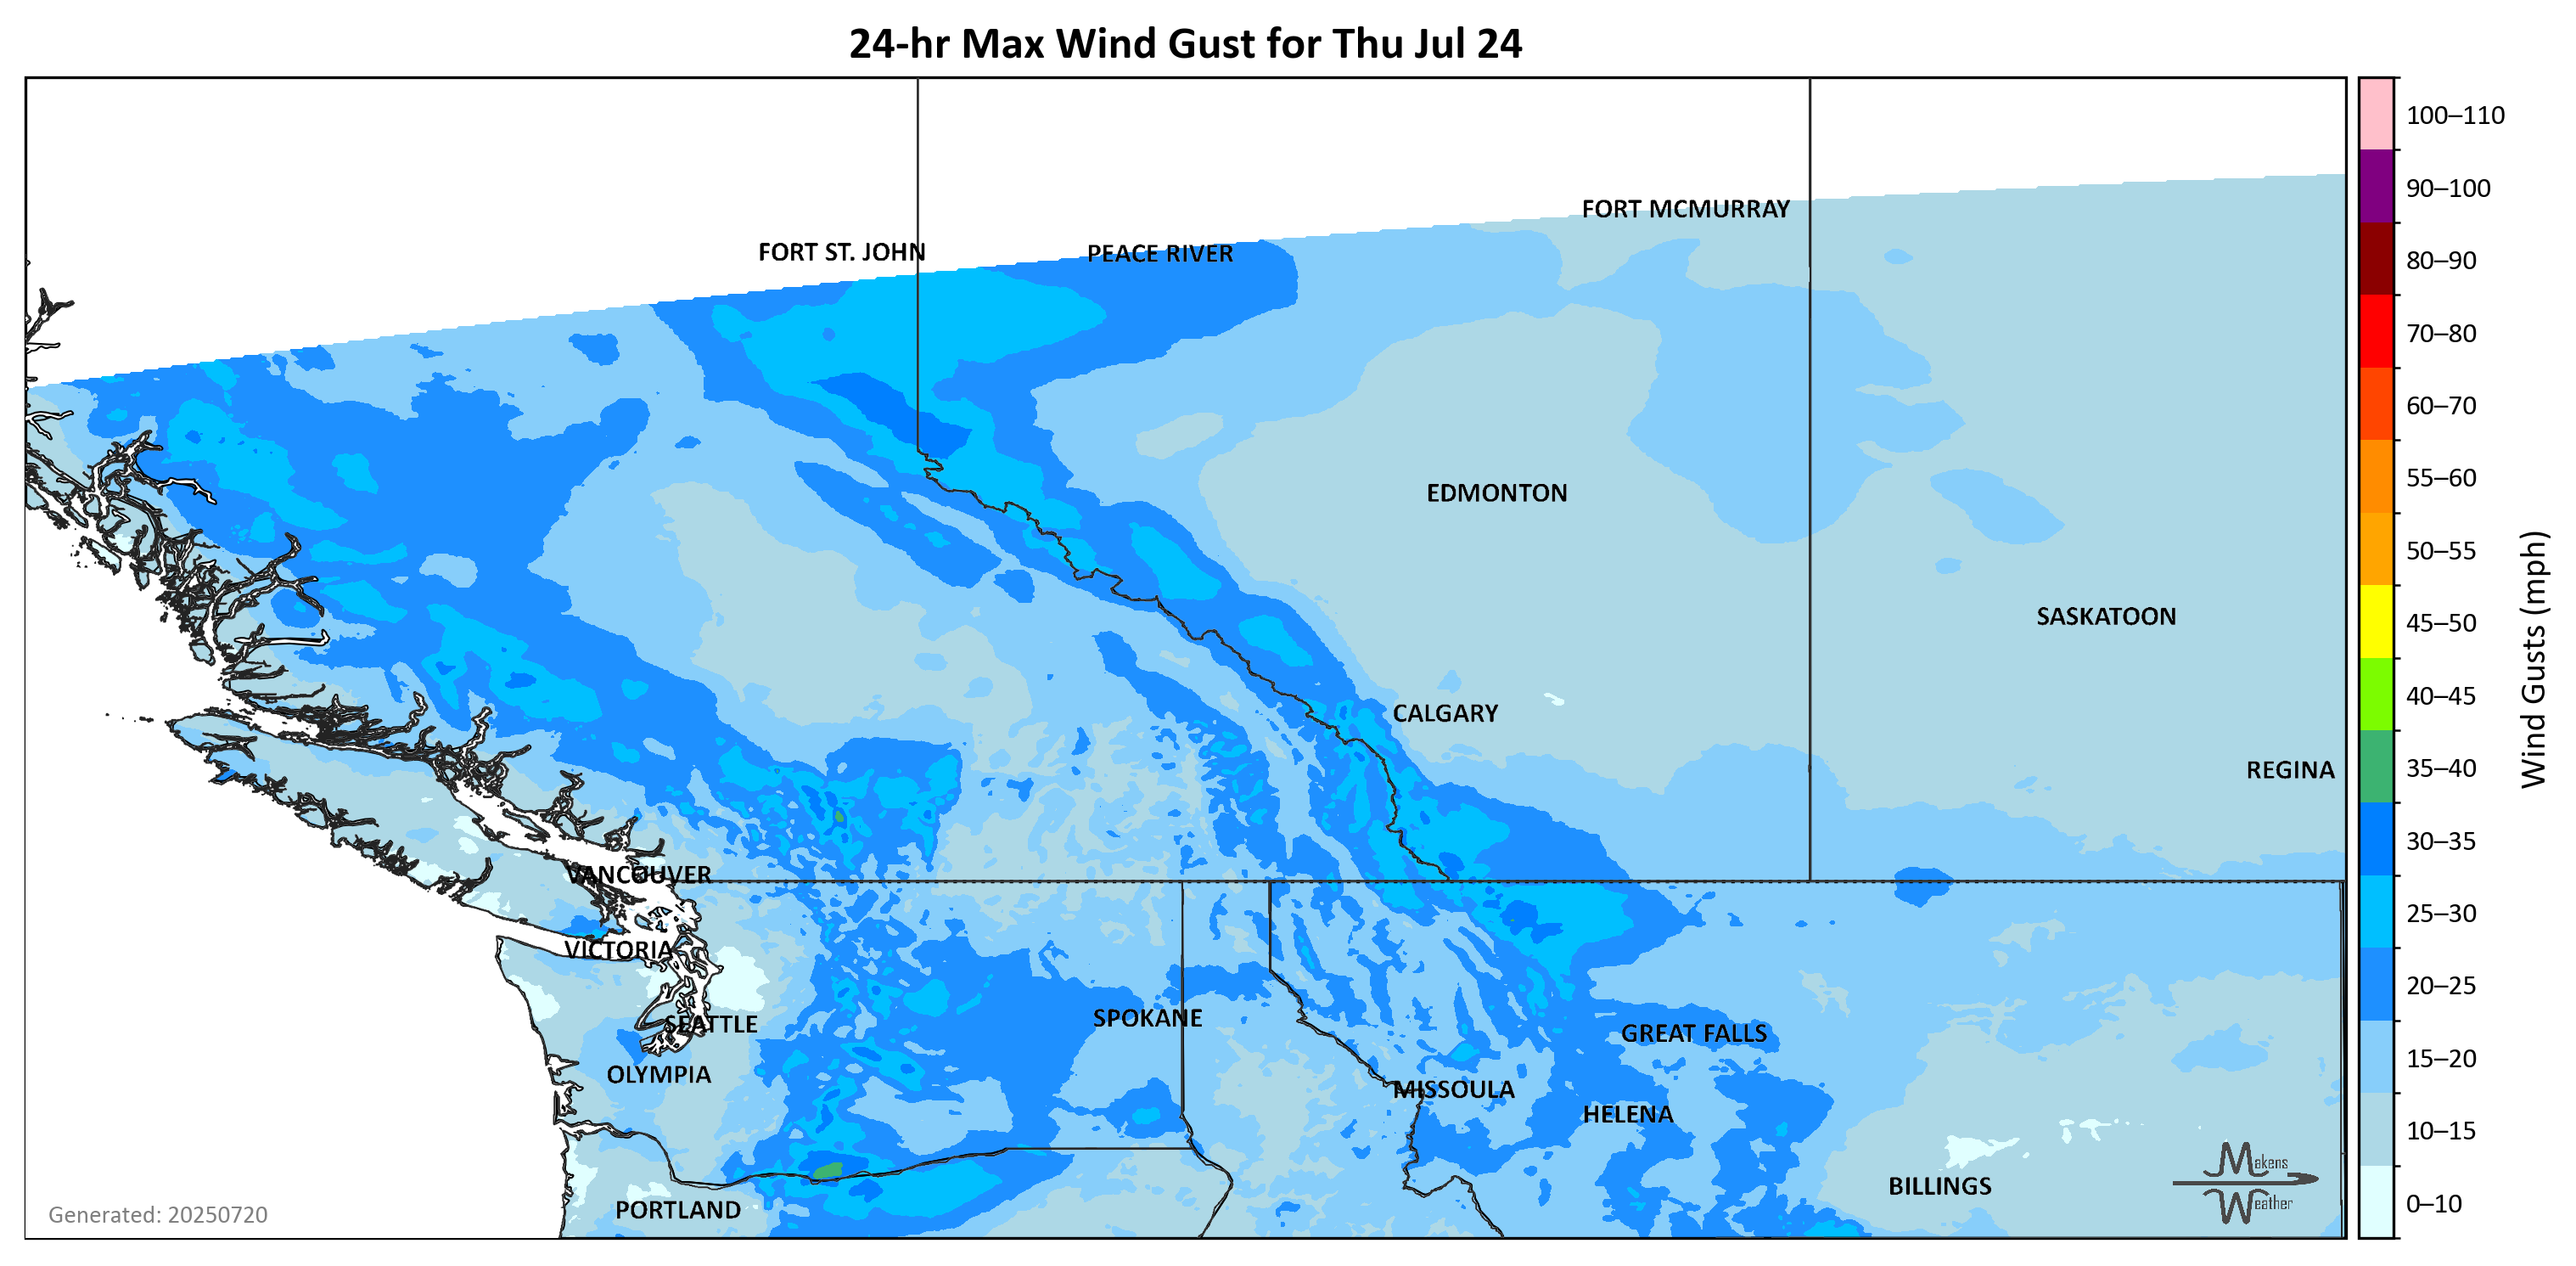 24-hr Max Wind Gust for Thu Jul 24
100–110
90–100
80–90
70–80
60–70
55–60
50–55
45–50
40–45
35–40
30–35
25–30
20–25
15–20
10–15
0–10
Wind Gusts (mph)
FORT MCMURRAY
FORT ST. JOHN
PEACE RIVER
EDMONTON
SASKATOON
CALGARY
REGINA
VANCOUVER
VICTORIA
SEATTLE
SPOKANE
GREAT FALLS
OLYMPIA
MISSOULA
HELENA
BILLINGS
PORTLAND
Makens
Weather
Generated: 20250720